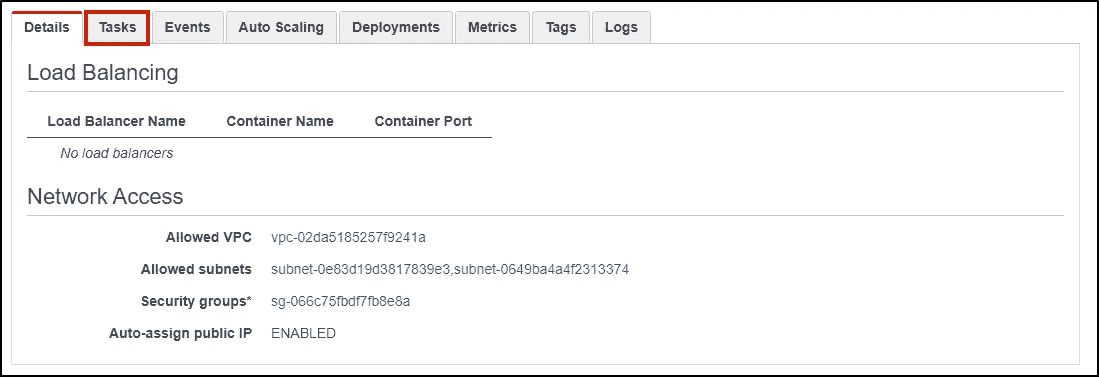 Details Tasks Events Auto Scaling Deployments Metrics Tags Logs
Load Balancing
Load Balancer Name Container Name Container Port
No load balancers
Network Access
Allowed VPC vpc-02da5185257f9241a
Allowed subnets subnet-0e83d19d3817839e3,subnet-0649ba4a4f2313374
Security groups* sg-066c75fbdf7fb8e8a
Auto-assign public IP ENABLED